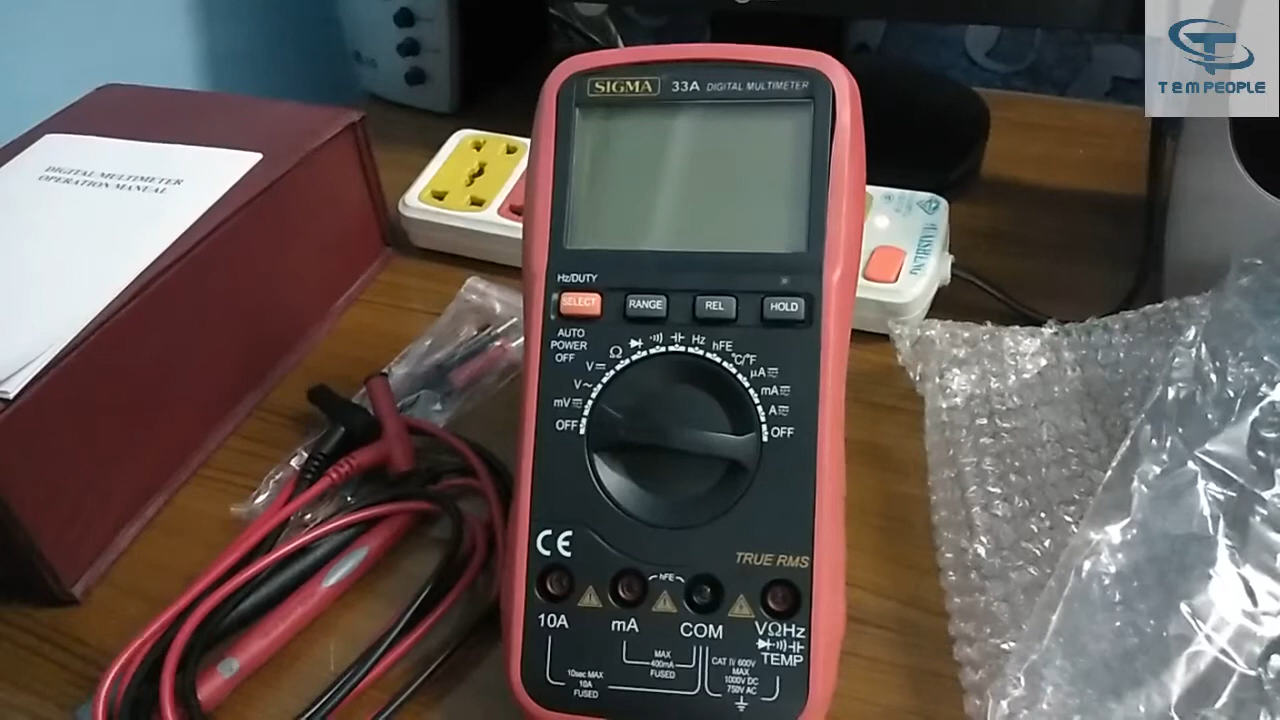 TEMPEOPLE
DIGITAL MULTIMETER
OPERATION MANUAL
SIGMA 33A DIGITAL MULTIMETER
HAISHENG
Hz/DUTY
SELECT RANGE REL HOLD
AUTO
POWER
OFF
OFF
mV
V~
V
Ω
Hz
hFE
°C/°F
µA
mA
A
OFF
CE
TRUE RMS
hFE
10A mA COM VΩHz
TEMP
10sec MAX
10A
FUSED
MAX
400mA
FUSED
CAT IV 600V
MAX
1000V DC
750V AC